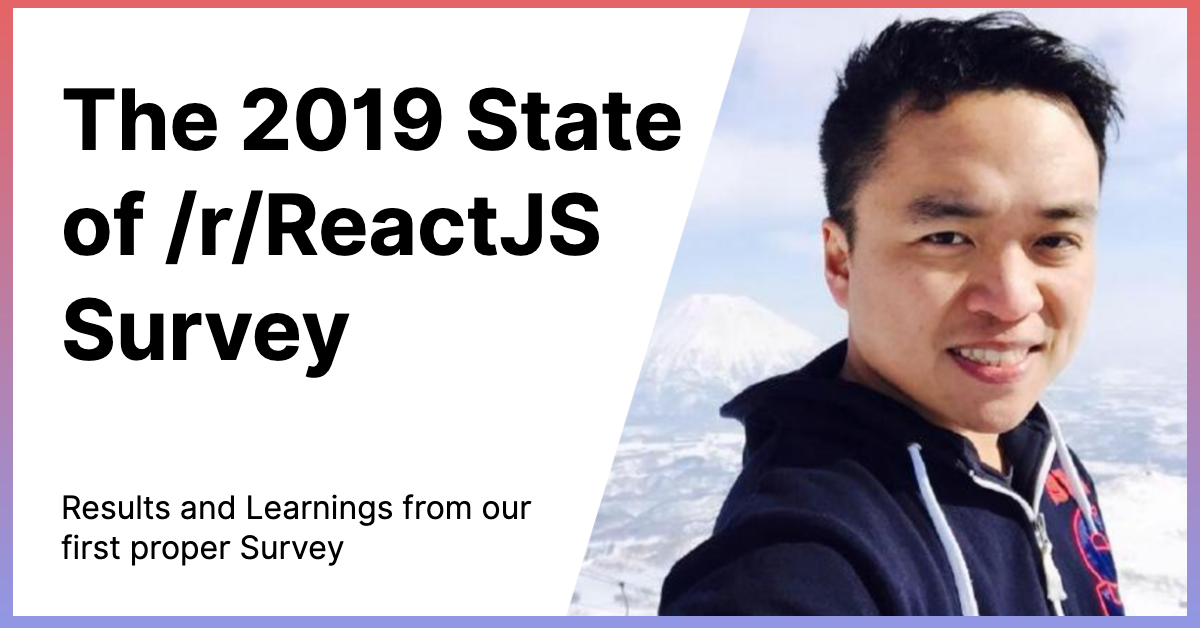 The 2019 State
of /r/ReactJS
Survey
Results and Learnings from our
first proper Survey